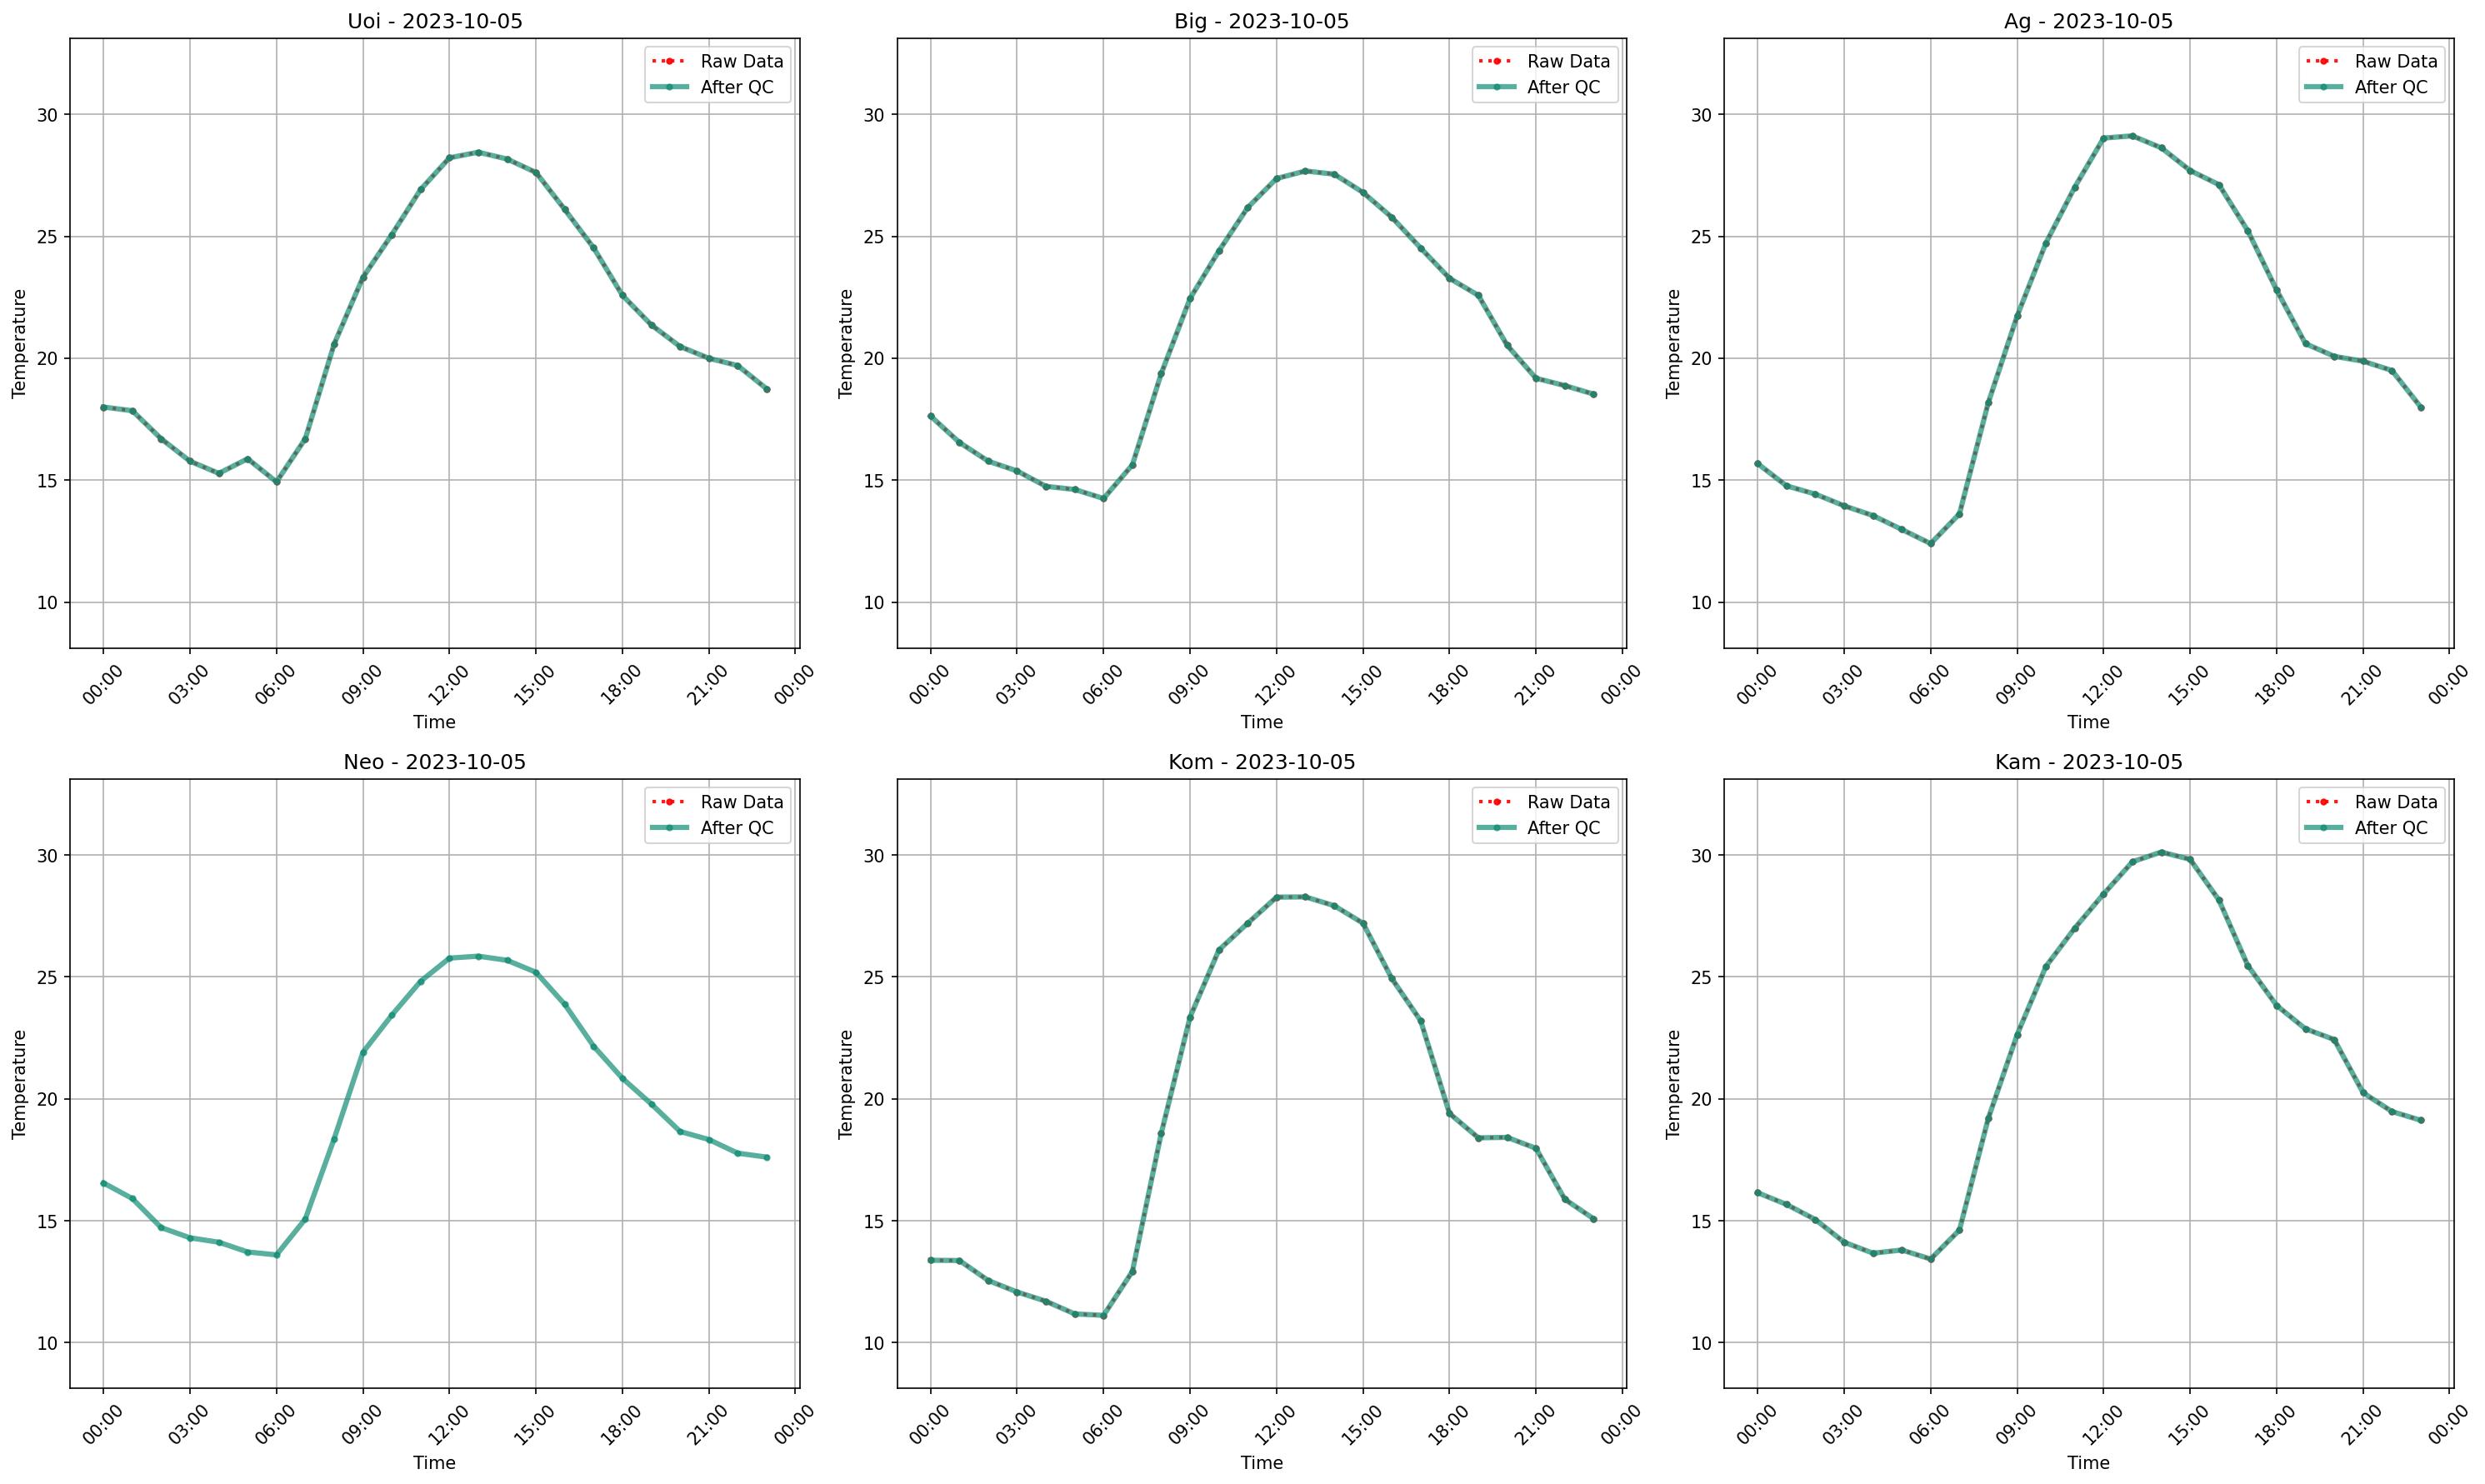 Uoi - 2023-10-05
Raw Data
After QC
30
25
20
15
10
Temperature
00:00
03:00
06:00
09:00
12:00
15:00
18:00
21:00
00:00
Time
Big - 2023-10-05
Raw Data
After QC
30
25
20
15
10
Temperature
00:00
03:00
06:00
09:00
12:00
15:00
18:00
21:00
00:00
Time
Ag - 2023-10-05
Raw Data
After QC
30
25
20
15
10
Temperature
00:00
03:00
06:00
09:00
12:00
15:00
18:00
21:00
00:00
Time
Neo - 2023-10-05
Raw Data
After QC
30
25
20
15
10
Temperature
00:00
03:00
06:00
09:00
12:00
15:00
18:00
21:00
00:00
Time
Kom - 2023-10-05
Raw Data
After QC
30
25
20
15
10
Temperature
00:00
03:00
06:00
09:00
12:00
15:00
18:00
21:00
00:00
Time
Kam - 2023-10-05
Raw Data
After QC
30
25
20
15
10
Temperature
00:00
03:00
06:00
09:00
12:00
15:00
18:00
21:00
00:00
Time